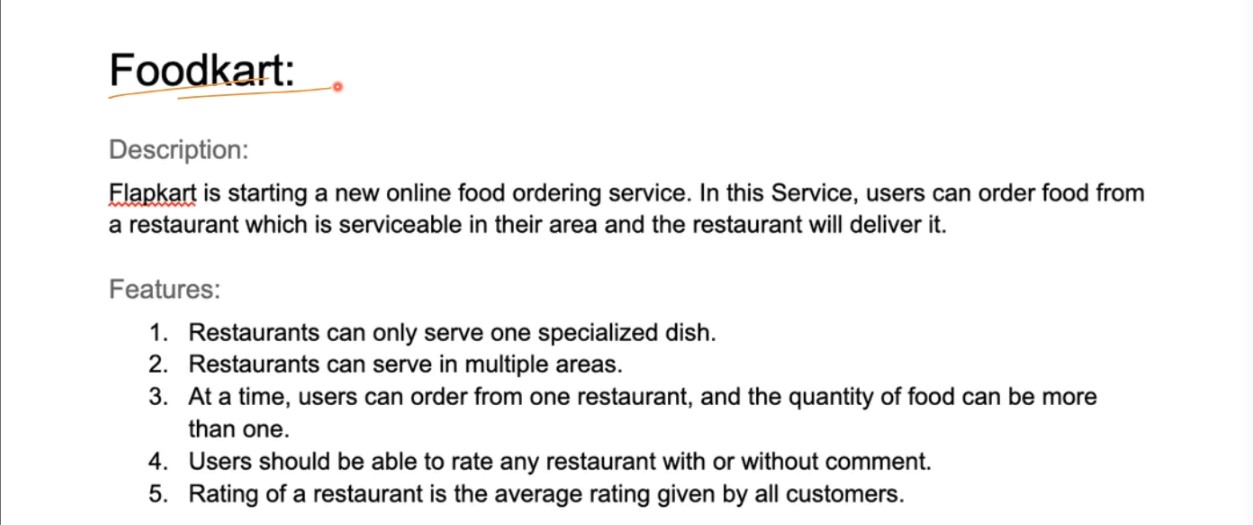 Foodkart:
Description:
Flapkart is starting a new online food ordering service. In this Service, users can order food from
a restaurant which is serviceable in their area and the restaurant will deliver it.
Features:
1. Restaurants can only serve one specialized dish.
2. Restaurants can serve in multiple areas.
3. At a time, users can order from one restaurant, and the quantity of food can be more
than one.
4. Users should be able to rate any restaurant with or without comment.
5. Rating of a restaurant is the average rating given by all customers.